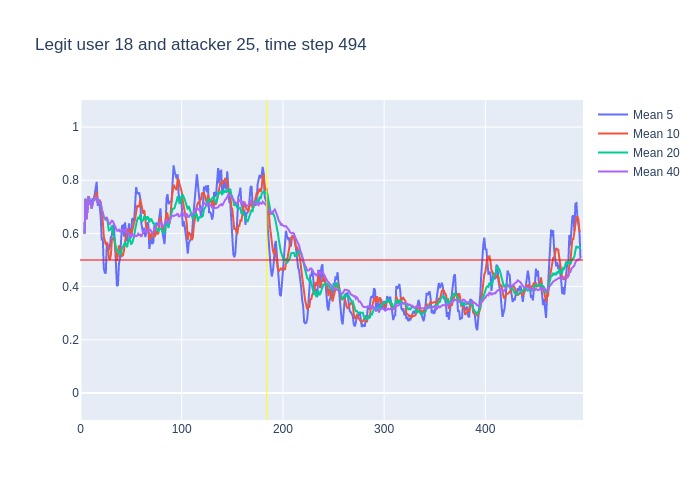 Legit user 18 and attacker 25, time step 494
Mean 5
Mean 10
Mean 20
Mean 40
1
0.8
0.6
0.4
0.2
0
0 100 200 300 400